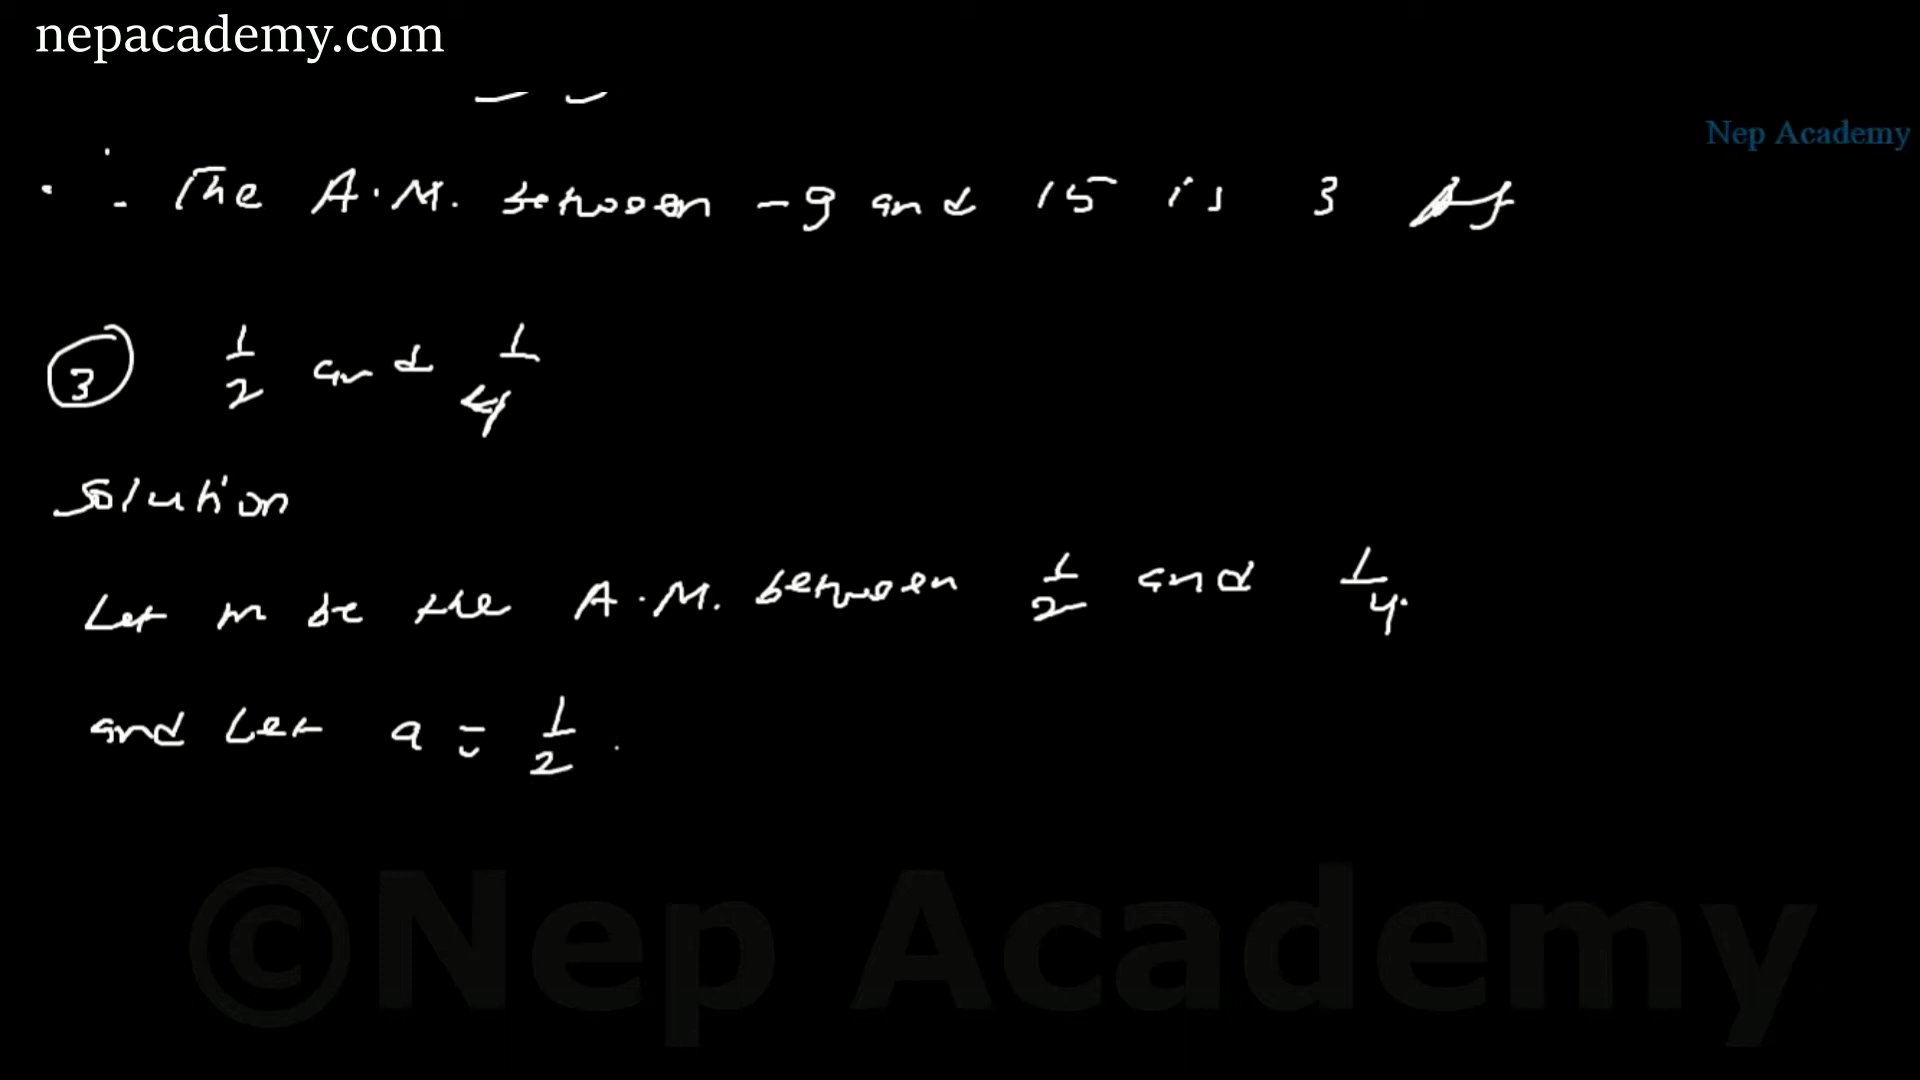 nepacademy.com
Nep Academy
∴ The A.M. between -9 and 15 is 3
③ 1/2 and 1/4
Solution
Let m be the A.M. between 1/2 and 1/4.
and Let a = 1/2
©Nep Academy